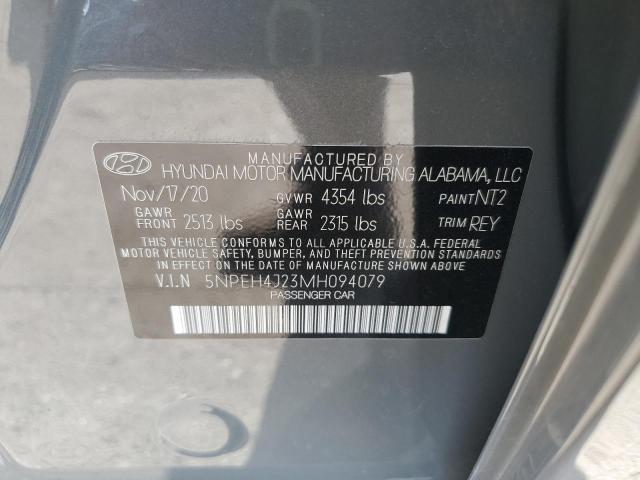 MANUFACTURED BY
HYUNDAI MOTOR MANUFACTURING ALABAMA, LLC
Nov/17/20 GVWR 4354 lbs PAINT NT2
GAWR FRONT 2513 lbs GAWR REAR 2315 lbs TRIM REY
THIS VEHICLE CONFORMS TO ALL APPLICABLE U.S.A. FEDERAL
MOTOR VEHICLE SAFETY, BUMPER, AND THEFT PREVENTION STANDARDS
IN EFFECT ON THE DATE OF MANUFACTURE SHOWN ABOVE.
V.I.N 5NPEH4J23MH094079
PASSENGER CAR